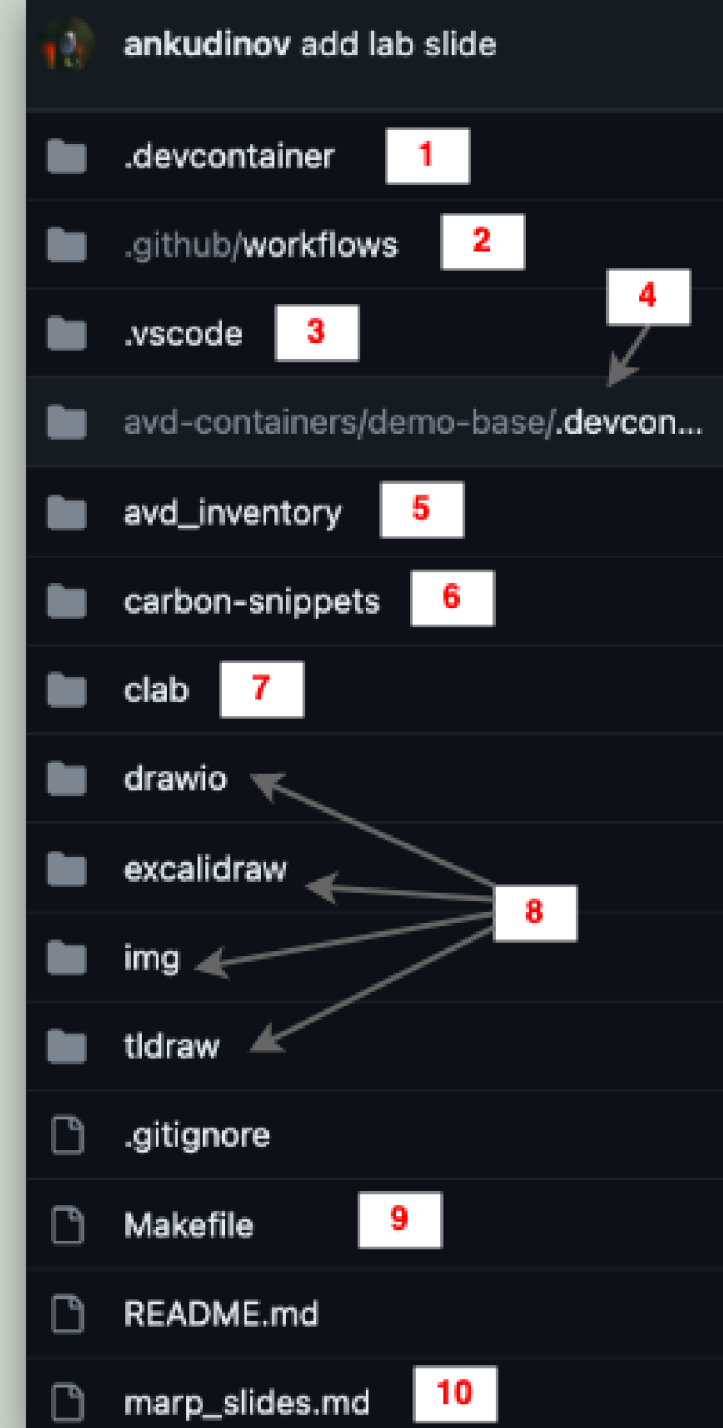 ankudinov add lab slide
.devcontainer 1
.github/workflows 2
4
.vscode 3
avd-containers/demo-base/.devcon...
avd_inventory 5
carbon-snippets 6
clab 7
drawio
excalidraw
8
img
tldraw
.gitignore
Makefile 9
README.md
marp_slides.md 10